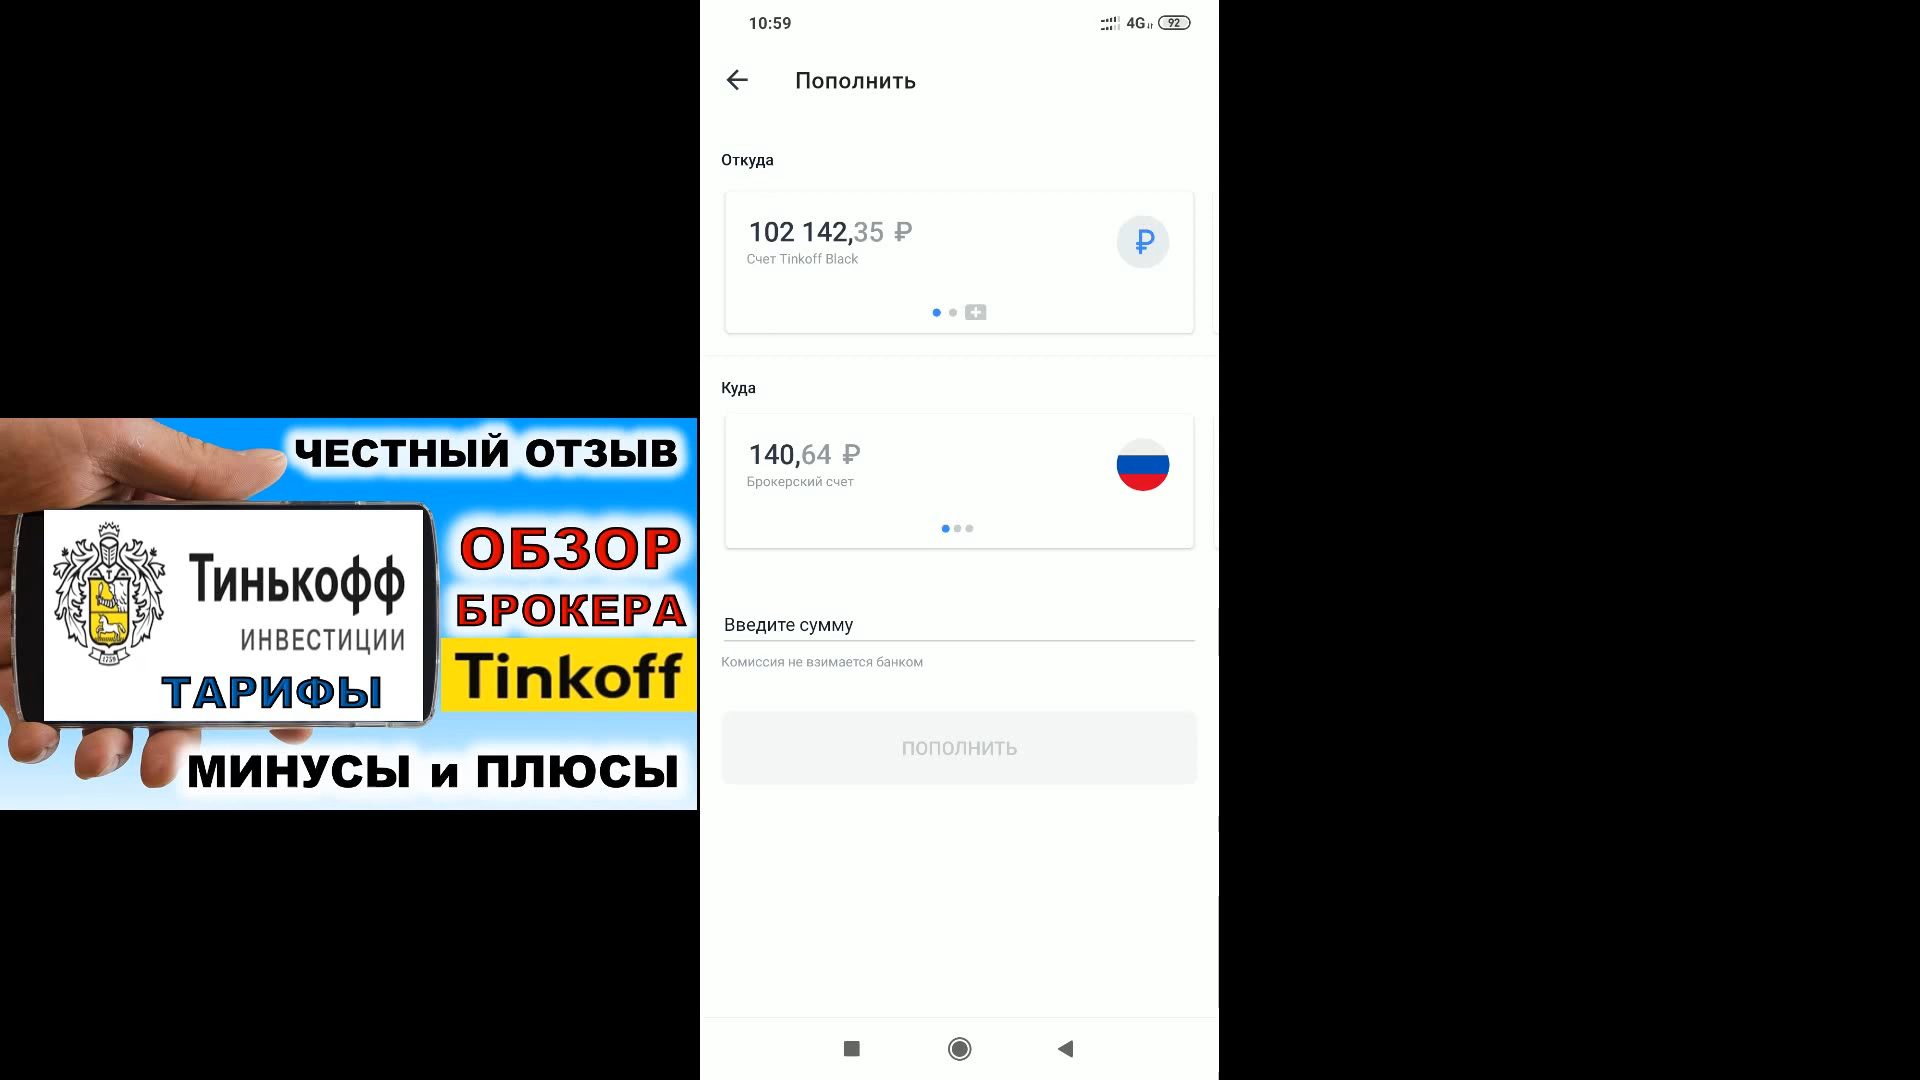 ЧЕСТНЫЙ ОТЗЫВ
ОБЗОР
БРОКЕРА
Тинькофф
ИНВЕСТИЦИИ
1759
ТАРИФЫ
Tinkoff
МИНУСЫ и ПЛЮСЫ
10:59
4G
92
Пополнить
Откуда
102 142,35 ₽
Счет Tinkoff Black
₽
Куда
140,64 ₽
Брокерский счет
Введите сумму
Комиссия не взимается банком
ПОПОЛНИТЬ